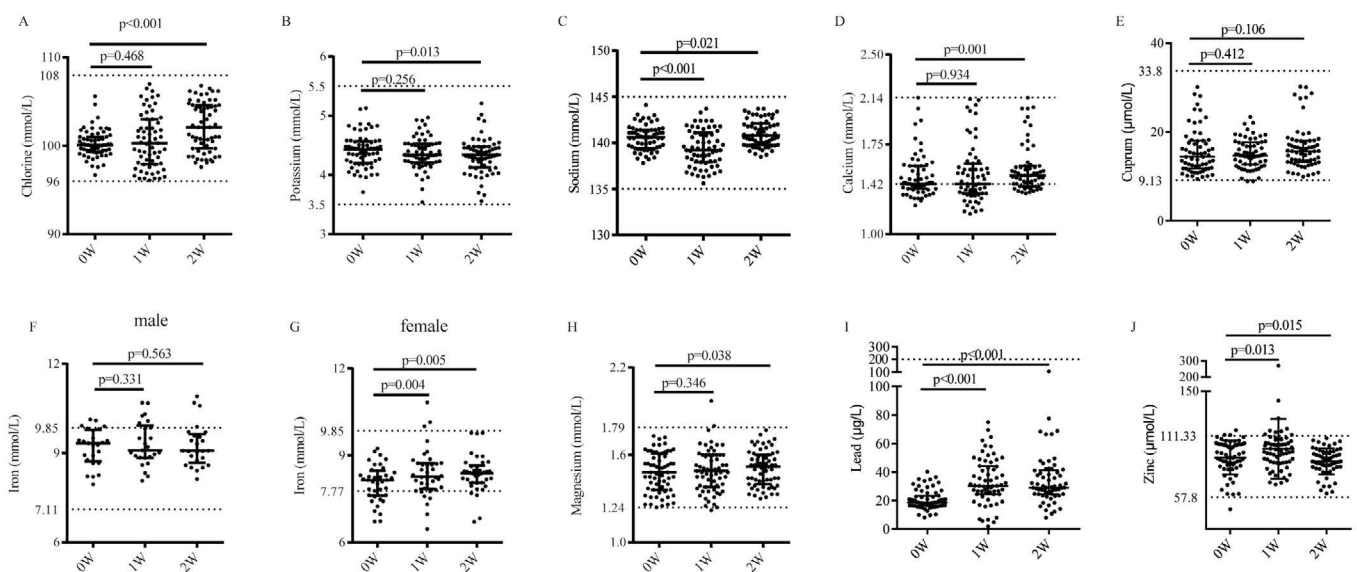 A
p<0.001
p=0.468
110
108
100
96
90
Chlorine (mmol/L)
0W
1W
2W
B
p=0.013
p=0.256
6
5.5
5
4
3.5
3
Potassium (mmol/L)
0W
1W
2W
C
p=0.021
p<0.001
150
145
140
135
130
Sodium (mmol/L)
0W
1W
2W
D
p=0.001
p=0.934
2.50
2.14
1.75
1.42
1.00
Calcium (mmol/L)
0W
1W
2W
E
p=0.106
p=0.412
40
33.8
20
9.13
0
Cuprum (μmol/L)
0W
1W
2W
F
male
p=0.563
p=0.331
12
9.85
9
7.11
6
Iron (mmol/L)
0W
1W
2W
G
female
p=0.005
p=0.004
12
9.85
9
7.77
6
Iron (mmol/L)
0W
1W
2W
H
p=0.038
p=0.346
2.2
1.79
1.6
1.24
1.0
Magnesium (mmol/L)
0W
1W
2W
I
300
200
100
p<0.001
p<0.001
100
80
60
40
20
0
Lead (μg/L)
0W
1W
2W
J
p=0.015
p=0.013
300
200
150
111.33
57.8
Zinc (μmol/L)
0W
1W
2W